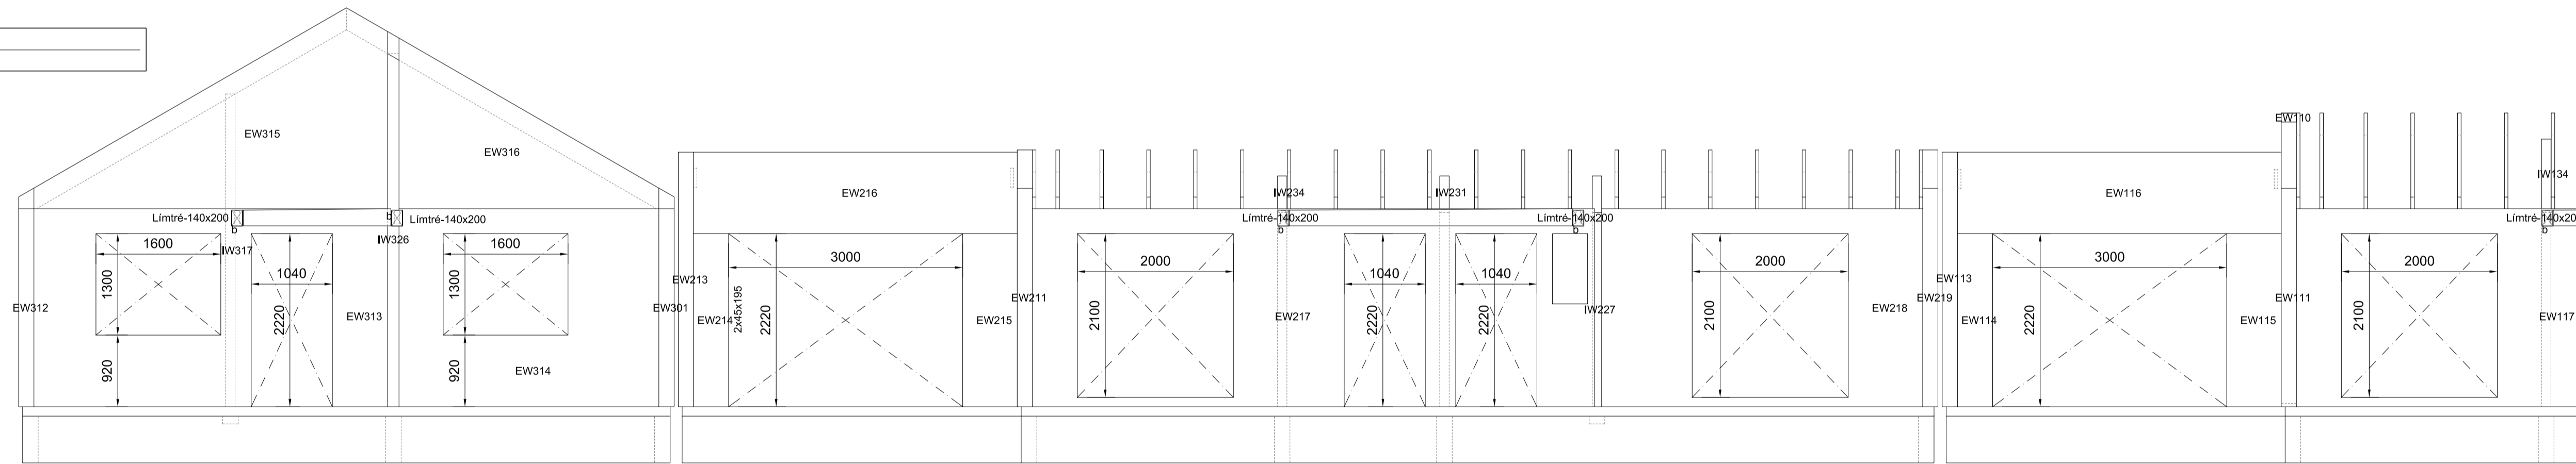 EW315
EW316
Límtré-140x200
b
b
Límtré-140x200
IW317
IW326
1600
1300
920
1040
2220
1600
1300
920
EW312
EW313
EW314
EW301
EW213
EW216
EW214
2x45x195
3000
2220
EW215
EW211
2000
2100
IW234
Límtré-140x200
b
EW217
IW231
Límtré-140x200
b
1040
2220
1040
2220
IW227
2000
2100
EW218
EW219
EW113
EW116
EW114
3000
2220
EW115
EW110
EW111
2000
2100
IW134
Límtré-140x20
b
EW117